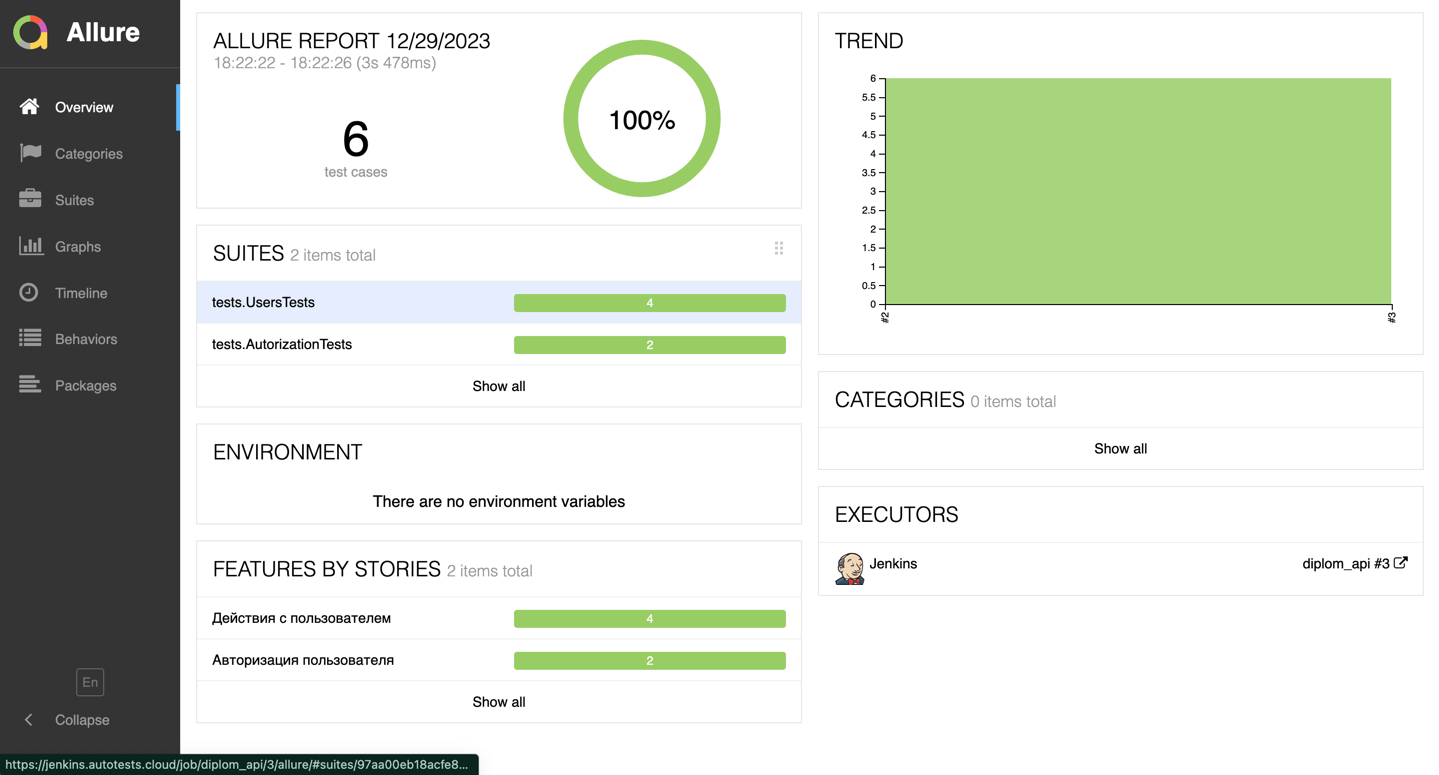 Allure
Overview
Categories
Suites
Graphs
Timeline
Behaviors
Packages
En
Collapse
ALLURE REPORT 12/29/2023
18:22:22 - 18:22:26 (3s 478ms)
6
test cases
100%
SUITES 2 items total
tests.UsersTests 4
tests.AutorizationTests 2
Show all
ENVIRONMENT
There are no environment variables
FEATURES BY STORIES 2 items total
Действия с пользователем 4
Авторизация пользователя 2
Show all
TREND
6
5.5
5
4.5
4
3.5
3
2.5
2
1.5
1
0.5
0
#2
#3
CATEGORIES 0 items total
Show all
EXECUTORS
Jenkins diplom_api #3
https://jenkins.autotests.cloud/job/diplom_api/3/allure/#suites/97aa00eb18acfe8...